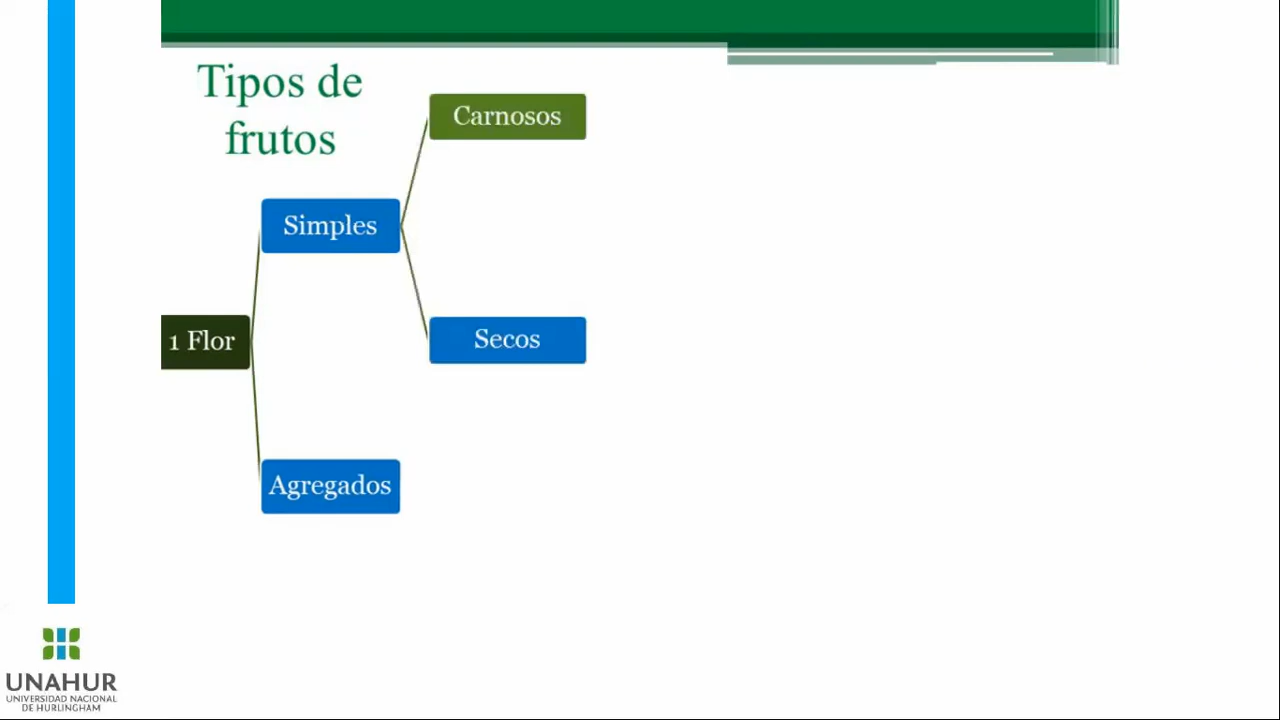 Tipos de
frutos
Carnosos
Simples
1 Flor
Secos
Agregados
UNAHUR
UNIVERSIDAD NACIONAL
DE HURLINGHAM